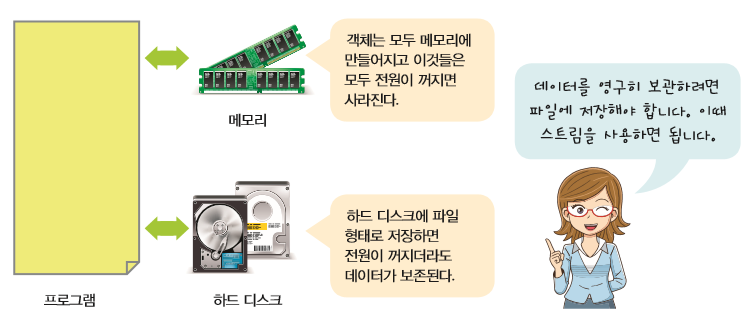 객체는 모두 메모리에
만들어지고 이것들은
모두 전원이 꺼지면
사라진다.
메모리
데이터를 영구히 보관하려면
파일에 저장해야 합니다. 이때
스트림을 사용하면 됩니다.
하드 디스크에 파일
형태로 저장하면
전원이 꺼지더라도
데이터가 보존된다.
프로그램
하드 디스크